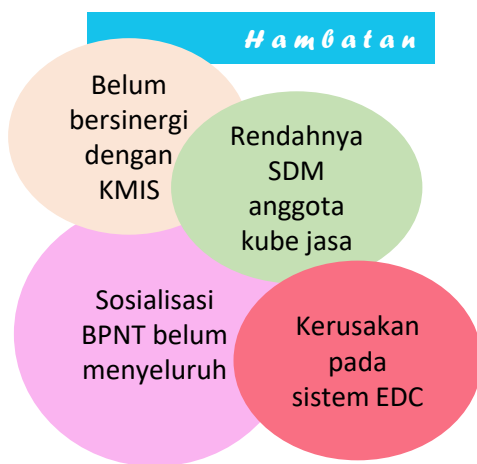 Hambatan
Belum
bersinergi
dengan
KMIS
Rendahnya
SDM
anggota
kube jasa
Sosialisasi
BPNT belum
menyeluruh
Kerusakan
pada
sistem EDC